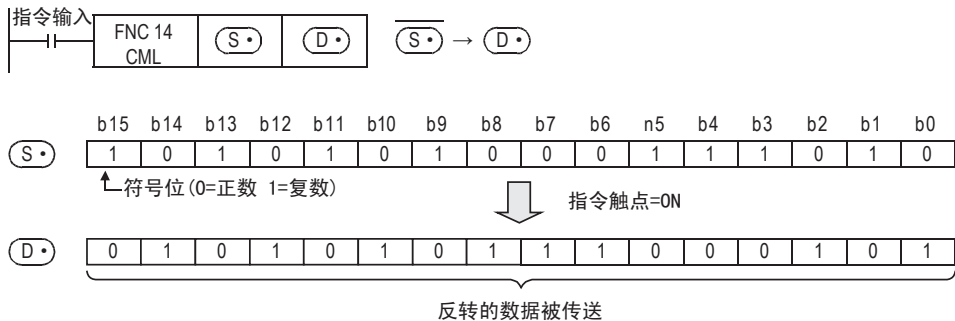 指令输入
FNC 14
CML
S・
D・
S・ → D・
b15 b14 b13 b12 b11 b10 b9 b8 b7 b6 n5 b4 b3 b2 b1 b0
S・ 1 0 1 0 1 0 1 0 0 0 1 1 1 0 1 0
符号位(0=正数 1=复数)
指令触点=ON
D・ 0 1 0 1 0 1 0 1 1 1 0 0 0 1 0 1
反转的数据被传送